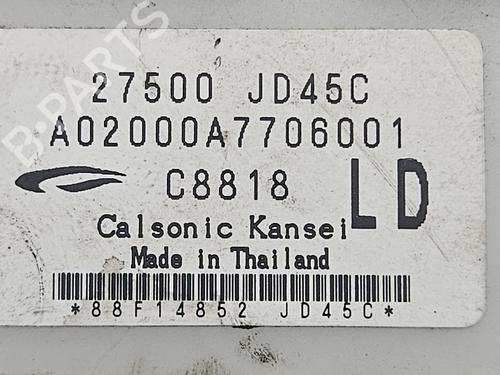 27500 JD45C
A02000A7706001
C8818
LD
Calsonic Kansei
Made in Thailand
*88F14852 JD45C*
B-PARTS